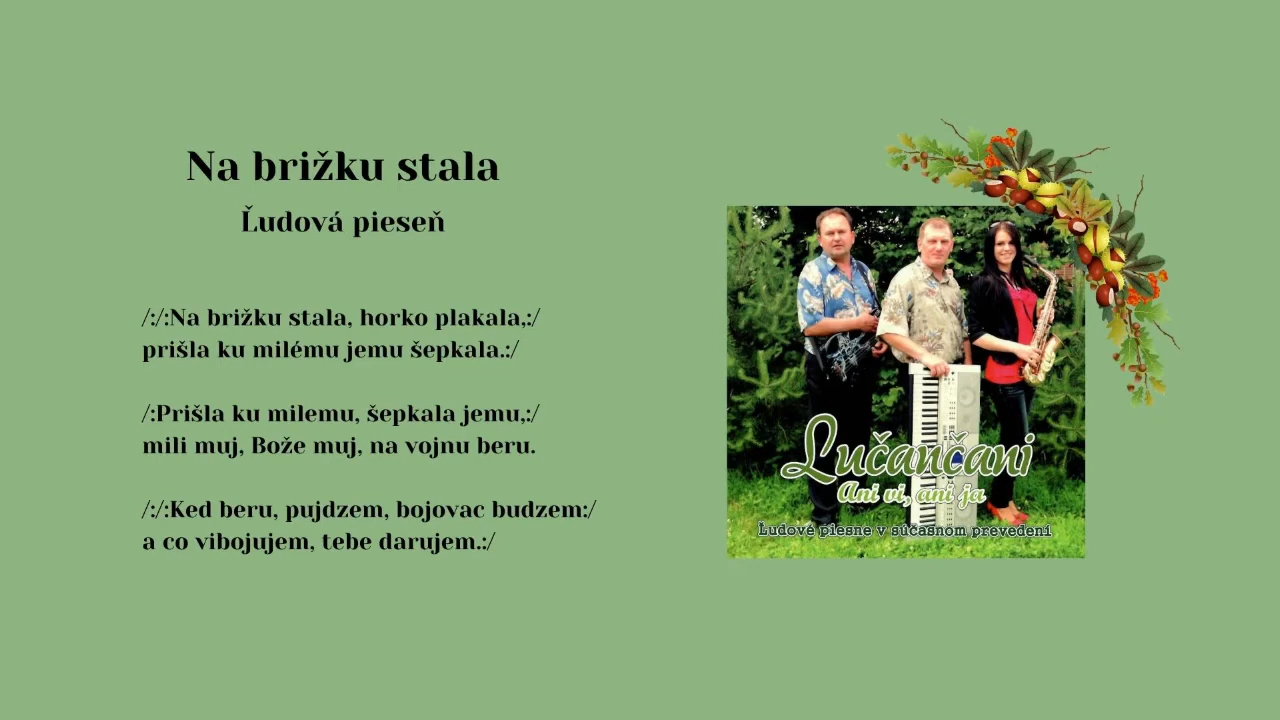 Na brižku stala
Ľudová pieseň
/:/:Na brižku stala, horko plakala,:/
prišla ku milému jemu šepkala.:/
/:Prišla ku milemu, šepkala jemu,:/
mili muj, Bože muj, na vojnu beru.
/:/:Ked beru, pujdzem, bojovac budzem:/
a co vibojujem, tebe darujem.:/
Lučančani
Ani vi, ani ja
Ľudové piesne v súčasnom prevedení